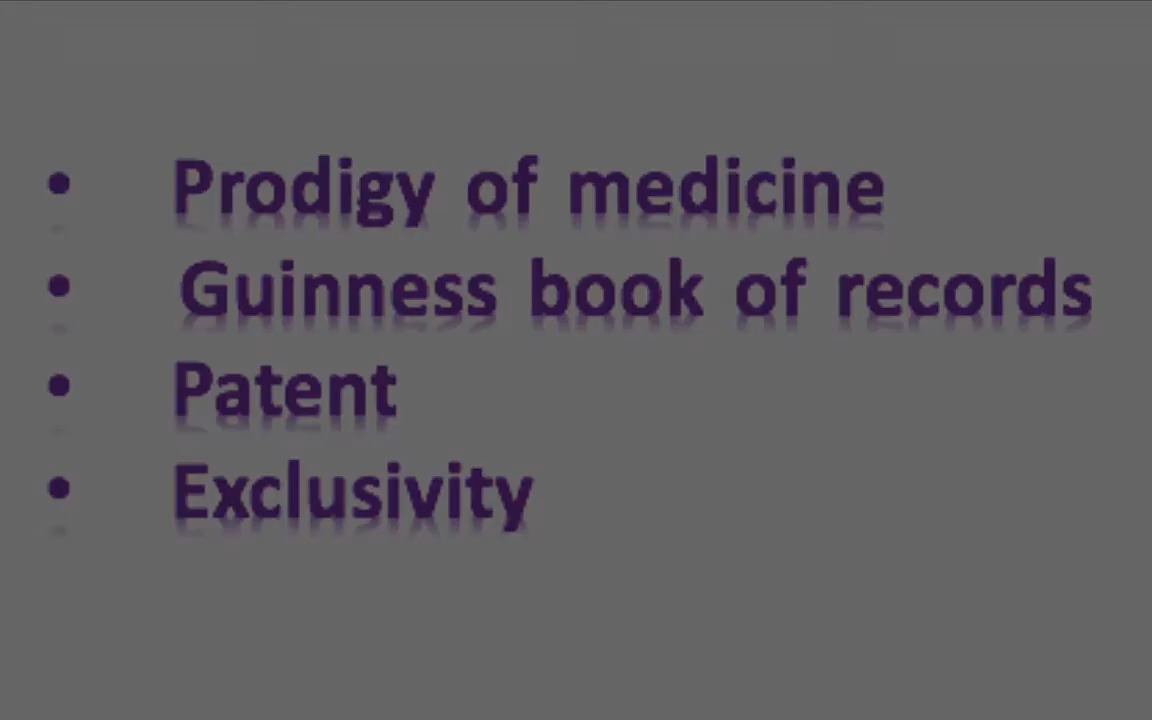 • Prodigy of medicine
• Guinness book of records
• Patent
• Exclusivity